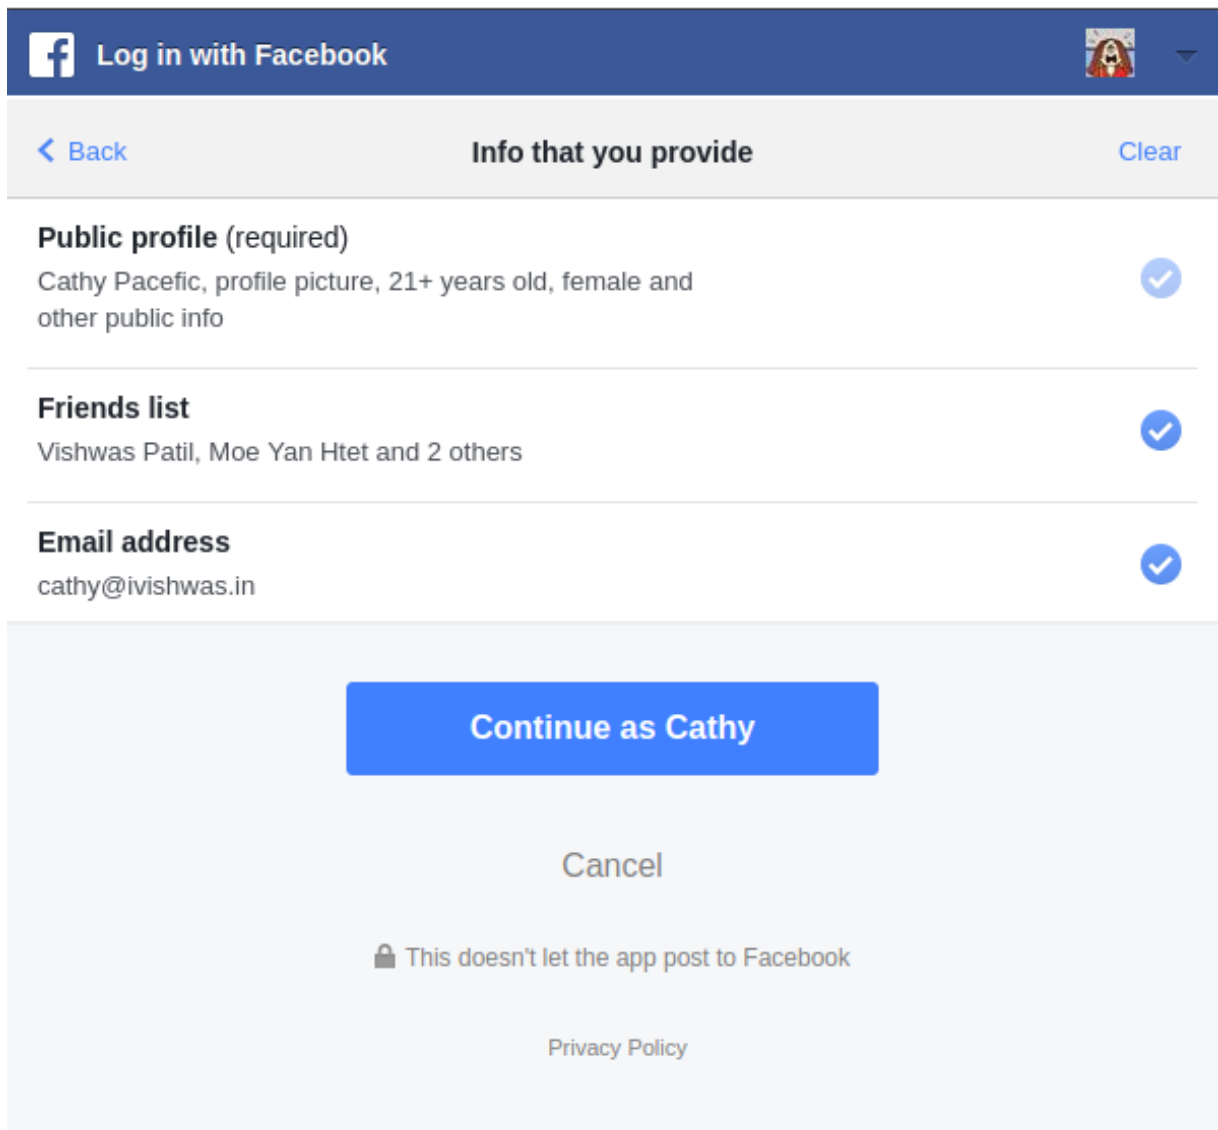 Log in with Facebook
Back
Info that you provide
Clear
Public profile (required)
Cathy Pacefic, profile picture, 21+ years old, female and
other public info
Friends list
Vishwas Patil, Moe Yan Htet and 2 others
Email address
cathy@ivishwas.in
Continue as Cathy
Cancel
This doesn't let the app post to Facebook
Privacy Policy